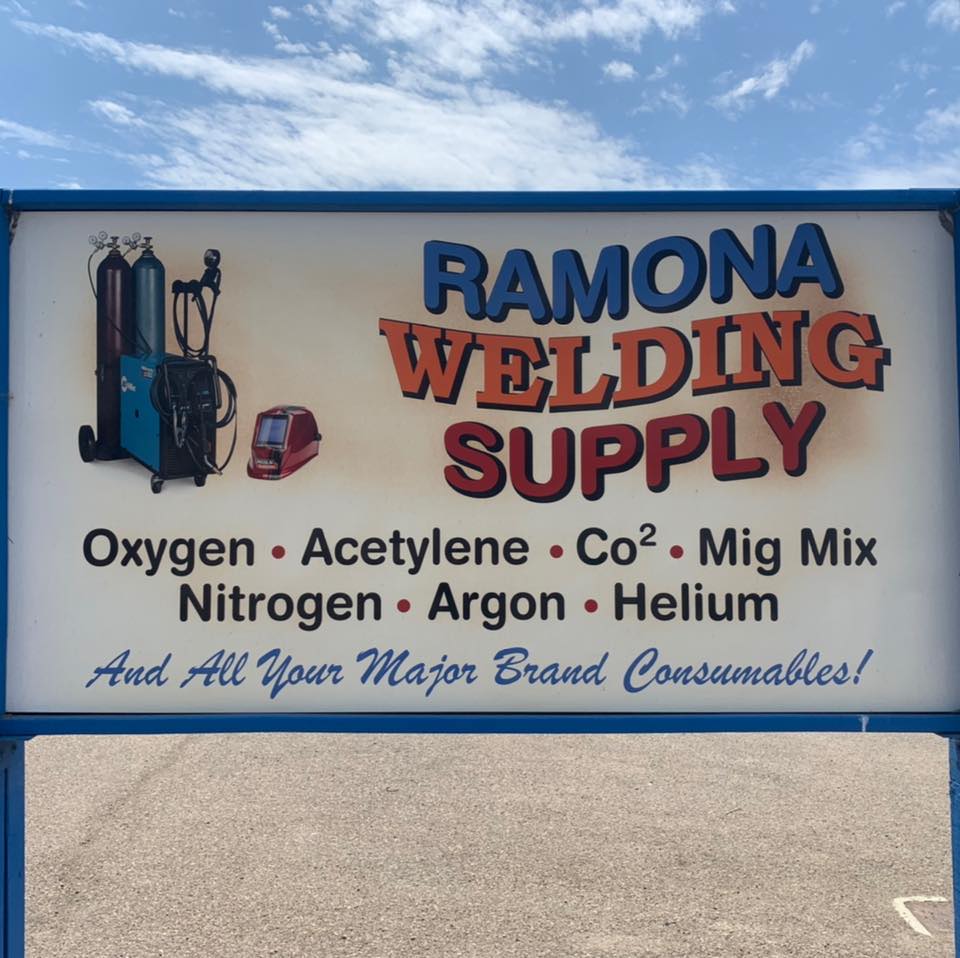 RAMONA
WELDING
SUPPLY
Oxygen • Acetylene • Co² • Mig Mix
Nitrogen • Argon • Helium
And All Your Major Brand Consumables!